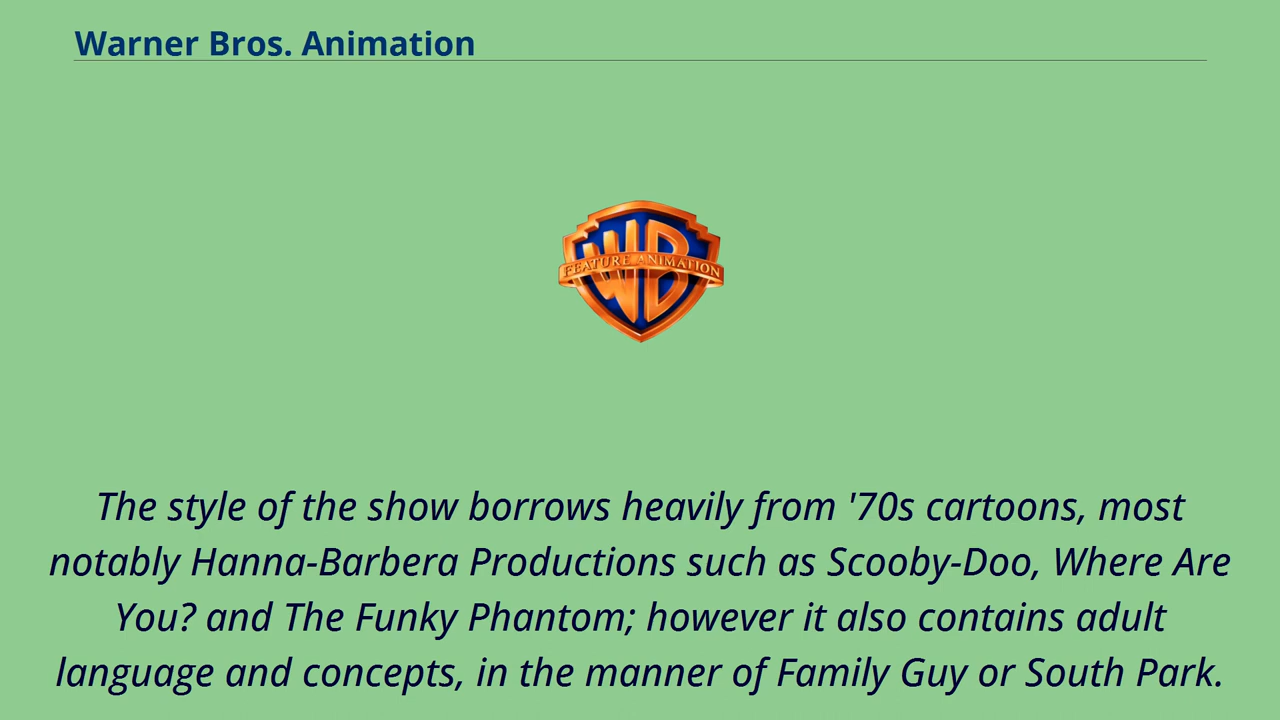 Warner Bros. Animation
WB
FEATURE ANIMATION
The style of the show borrows heavily from '70s cartoons, most
notably Hanna-Barbera Productions such as Scooby-Doo, Where Are
You? and The Funky Phantom; however it also contains adult
language and concepts, in the manner of Family Guy or South Park.